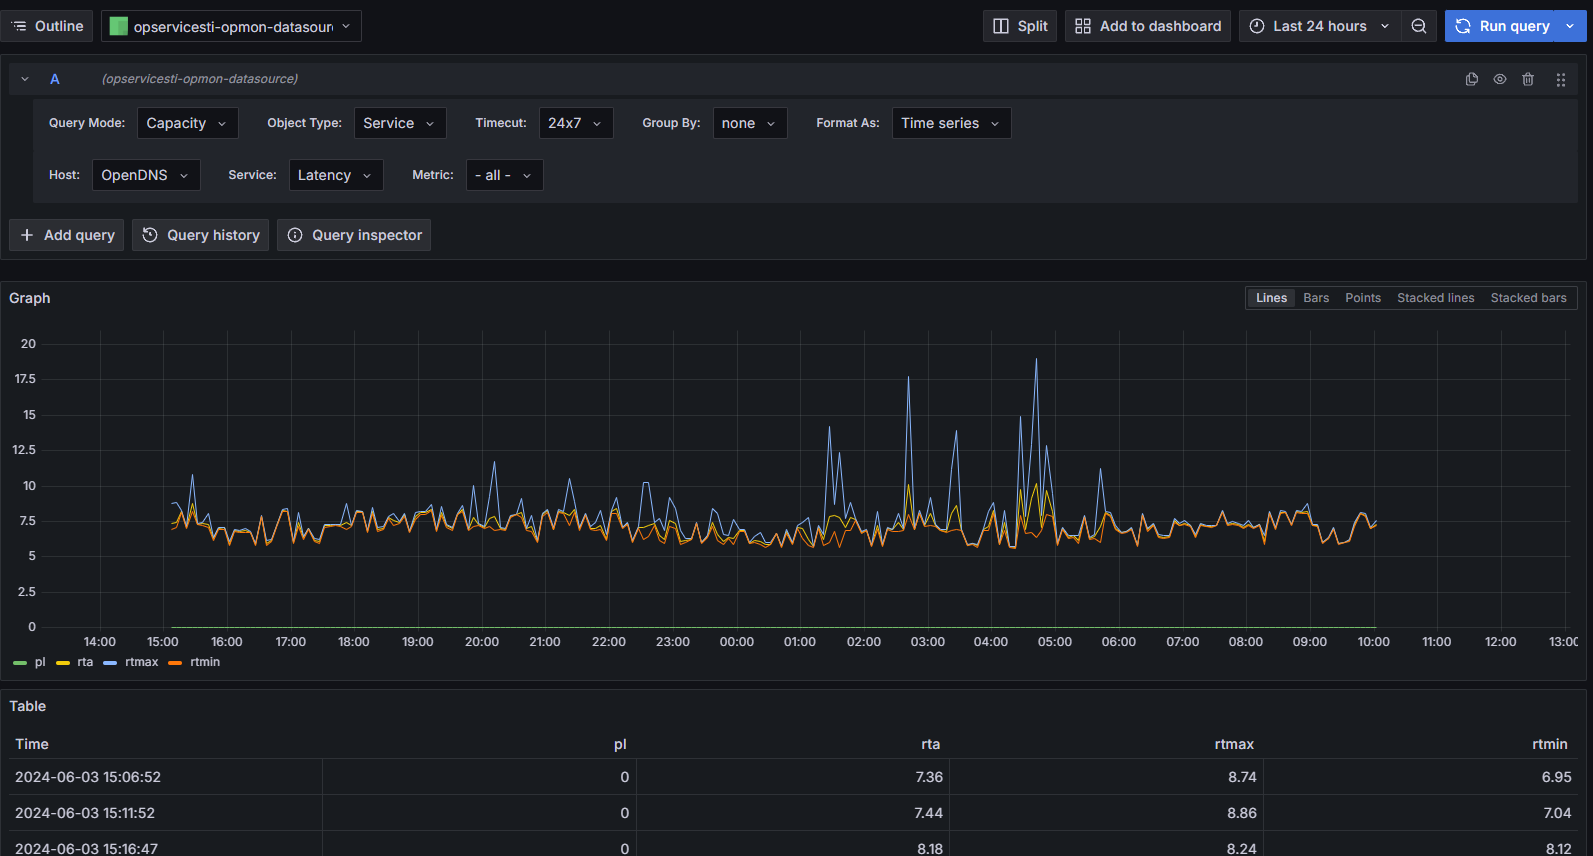 Outline opservicesti-opmon-datasour Split Add to dashboard Last 24 hours Run query
A (opservicesti-opmon-datasource)
Query Mode: Capacity Object Type: Service Timecut: 24x7 Group By: none Format As: Time series
Host: OpenDNS Service: Latency Metric: - all -
Add query Query history Query inspector
Graph Lines Bars Points Stacked lines Stacked bars
20
17.5
15
12.5
10
7.5
5
2.5
0
14:00 15:00 16:00 17:00 18:00 19:00 20:00 21:00 22:00 23:00 00:00 01:00 02:00 03:00 04:00 05:00 06:00 07:00 08:00 09:00 10:00 11:00 12:00 13:00
pl rta rtmax rtmin
Table
Time pl rta rtmax rtmin
2024-06-03 15:06:52 0 7.36 8.74 6.95
2024-06-03 15:11:52 0 7.44 8.86 7.04
2024-06-03 15:16:47 0 8.18 8.24 8.12